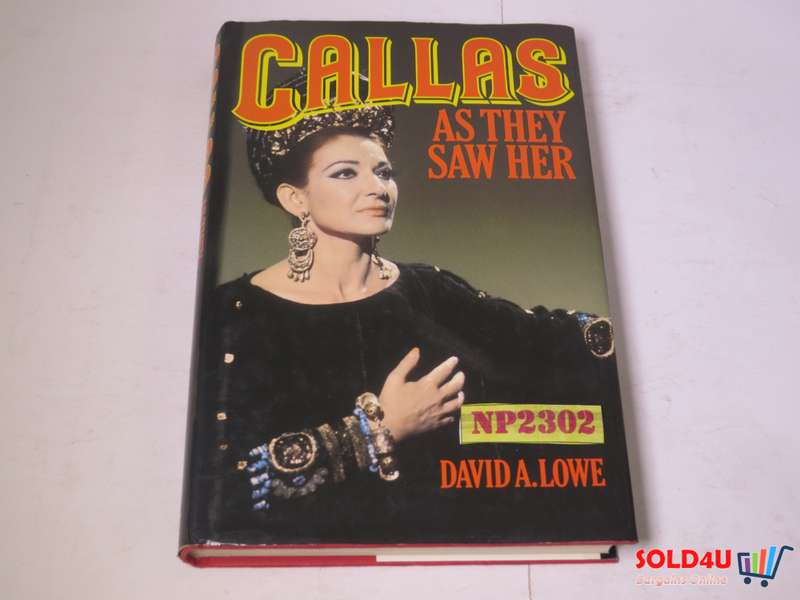 CALLAS
AS THEY
SAW HER
NP2302
DAVID A. LOWE
SOLD4U
Bargains Online